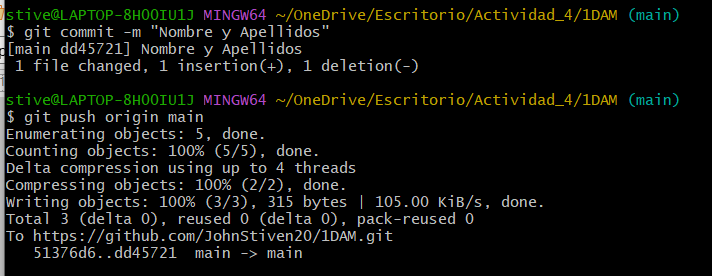 stive@LAPTOP-8HOOIU1J MINGW64 ~/OneDrive/Escritorio/Actividad_4/1DAM (main)
$ git commit -m "Nombre y Apellidos"
[main dd45721] Nombre y Apellidos
 1 file changed, 1 insertion(+), 1 deletion(-)
stive@LAPTOP-8HOOIU1J MINGW64 ~/OneDrive/Escritorio/Actividad_4/1DAM (main)
$ git push origin main
Enumerating objects: 5, done.
Counting objects: 100% (5/5), done.
Delta compression using up to 4 threads
Compressing objects: 100% (2/2), done.
Writing objects: 100% (3/3), 315 bytes | 105.00 KiB/s, done.
Total 3 (delta 0), reused 0 (delta 0), pack-reused 0
To https://github.com/JohnStiven20/1DAM.git
   51376d6..dd45721  main -> main